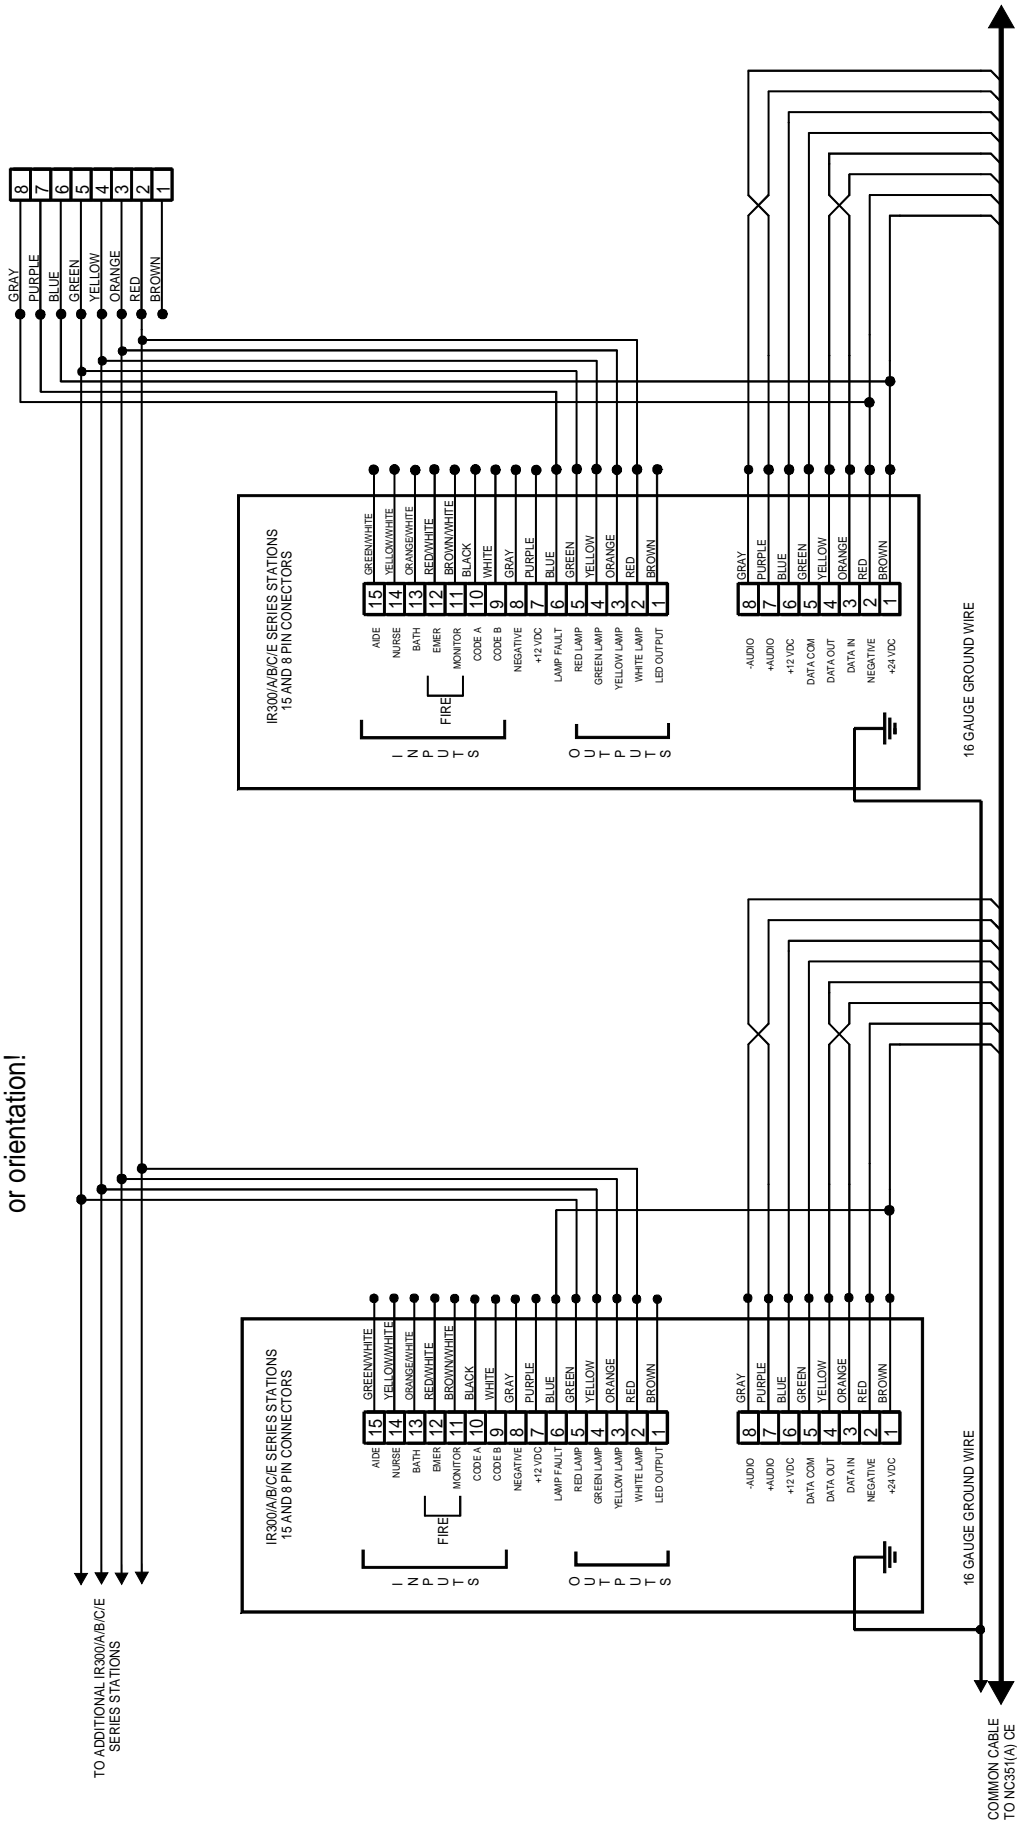 or orientation!
8
7
6
5
4
3
2
1
GRAY
PURPLE
BLUE
GREEN
YELLOW
ORANGE
RED
BROWN
IR300/A/B/C/E SERIES STATIONS
15 AND 8 PIN CONECTORS
GREEN/WHITE
YELLOW/WHITE
ORANGE/WHITE
RED/WHITE
BROWN/WHITE
BLACK
WHITE
GRAY
PURPLE
BLUE
GREEN
YELLOW
ORANGE
RED
BROWN
15
14
13
12
11
10
9
8
7
6
5
4
3
2
1
AIDE
NURSE
BATH
EMER
MONITOR
CODE A
CODE B
NEGATIVE
+12 VDC
LAMP FAULT
RED LAMP
GREEN LAMP
YELLOW LAMP
WHITE LAMP
LED OUTPUT
FIRE
INPUTS
OUTPUTS
GRAY
PURPLE
BLUE
GREEN
YELLOW
ORANGE
RED
BROWN
8
7
6
5
4
3
2
1
-AUDIO
+AUDIO
+12 VDC
DATA COM
DATA OUT
DATA IN
NEGATIVE
+24 VDC
16 GAUGE GROUND WIRE
IR300/A/B/C/E SERIES STATIONS
15 AND 8 PIN CONNECTORS
GREEN/WHITE
YELLOW/WHITE
ORANGE/WHITE
RED/WHITE
BROWN/WHITE
BLACK
WHITE
GRAY
PURPLE
BLUE
GREEN
YELLOW
ORANGE
RED
BROWN
15
14
13
12
11
10
9
8
7
6
5
4
3
2
1
AIDE
NURSE
BATH
EMER
MONITOR
CODE A
CODE B
NEGATIVE
+12 VDC
LAMP FAULT
RED LAMP
GREEN LAMP
YELLOW LAMP
WHITE LAMP
LED OUTPUT
FIRE
INPUTS
OUTPUTS
GRAY
PURPLE
BLUE
GREEN
YELLOW
ORANGE
RED
BROWN
8
7
6
5
4
3
2
1
-AUDIO
+AUDIO
+12 VDC
DATA COM
DATA OUT
DATA IN
NEGATIVE
+24 VDC
16 GAUGE GROUND WIRE
TO ADDITIONAL IR300/A/B/C/E
SERIES STATIONS
COMMON CABLE
TO NC351(A) CE